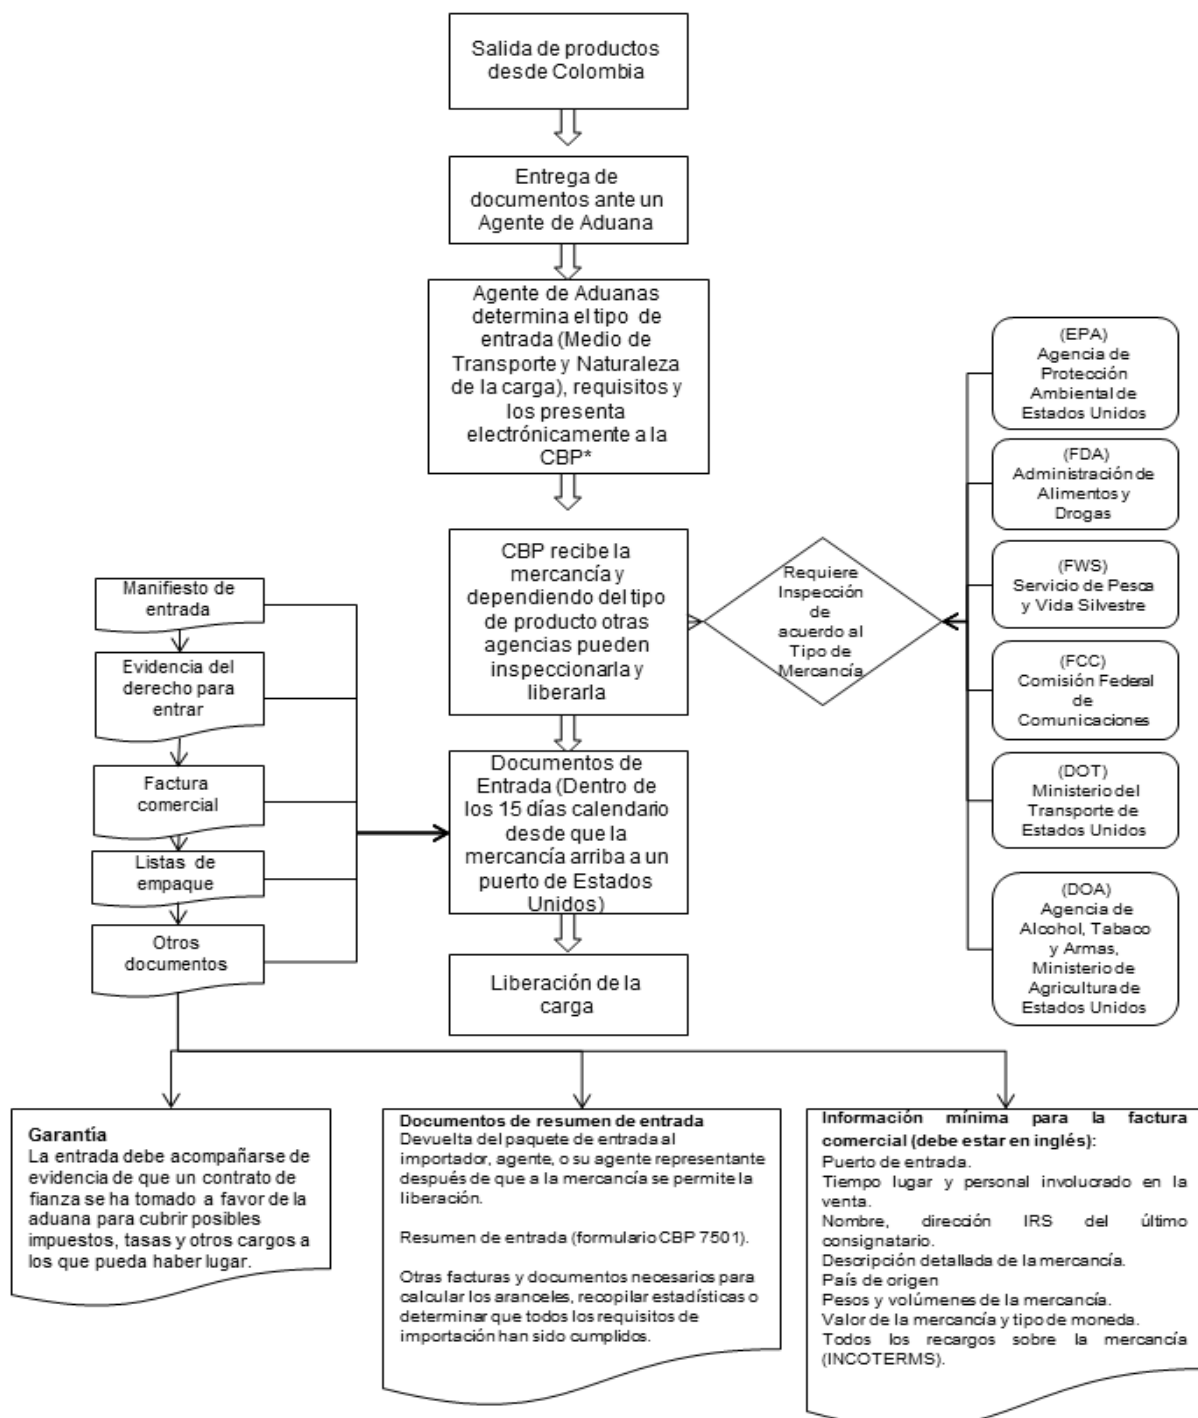 Salida de productos
desde Colombia
Entrega de
documentos ante un
Agente de Aduana
Agente de Aduanas
determina el tipo de
entrada (Medio de
Transporte y Naturaleza
de la carga), requisitos y
los presenta
electrónicamente a la
CBP*
CBP recibe la
mercancía y
dependiendo del tipo
de producto otras
agencias pueden
inspeccionarla y
liberarla
Requiere
Inspección
de
acuerdo al
Tipo de
Mercancía
(EPA)
Agencia de
Protección
Ambiental de
Estados Unidos
(FDA)
Administración de
Alimentos y
Drogas
(FWS)
Servicio de Pesca
y Vida Silvestre
(FCC)
Comisión Federal
de
Comunicaciones
(DOT)
Ministerio del
Transporte de
Estados Unidos
(DOA)
Agencia de
Alcohol, Tabaco
y Armas,
Ministerio de
Agricultura de
Estados Unidos
Manifiesto de
entrada
Evidencia del
derecho para
entrar
Factura
comercial
Listas de
empaque
Otros
documentos
Documentos de
Entrada (Dentro de
los 15 días calendario
desde que la
mercancía arriba a un
puerto de Estados
Unidos)
Liberación de la
carga
Garantía
La entrada debe acompañarse de
evidencia de que un contrato de
fianza se ha tomado a favor de la
aduana para cubrir posibles
impuestos, tasas y otros cargos a
los que pueda haber lugar.
Documentos de resumen de entrada
Devuelta del paquete de entrada al
importador, agente, o su agente representante
después de que a la mercancía se permite la
liberación.
Resumen de entrada (formulario CBP 7501).
Otras facturas y documentos necesarios para
calcular los aranceles, recopilar estadísticas o
determinar que todos los requisitos de
importación han sido cumplidos.
Información mínima para la factura
comercial (debe estar en inglés):
Puerto de entrada.
Tiempo lugar y personal involucrado en la
venta.
Nombre, dirección IRS del último
consignatario.
Descripción detallada de la mercancía.
País de origen
Pesos y volúmenes de la mercancía.
Valor de la mercancía y tipo de moneda.
Todos los recargos sobre la mercancía
(INCOTERMS).